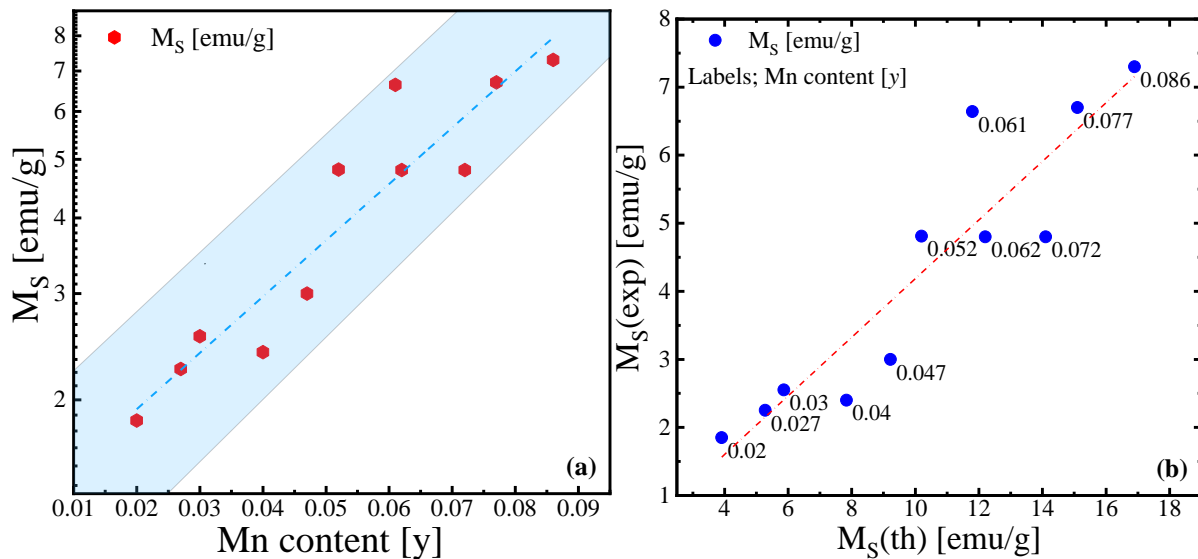 M_S [emu/g]
8
7
6
5
4
3
2
M_S [emu/g]
(a)
0.01 0.02 0.03 0.04 0.05 0.06 0.07 0.08 0.09
Mn content [y]
M_S [emu/g]
Labels; Mn content [y]
8
7
6
5
4
3
2
1
M_S(exp) [emu/g]
0.086
0.077
0.061
0.052
0.062
0.072
0.047
0.03
0.04
0.027
0.02
(b)
4 6 8 10 12 14 16 18
M_S(th) [emu/g]